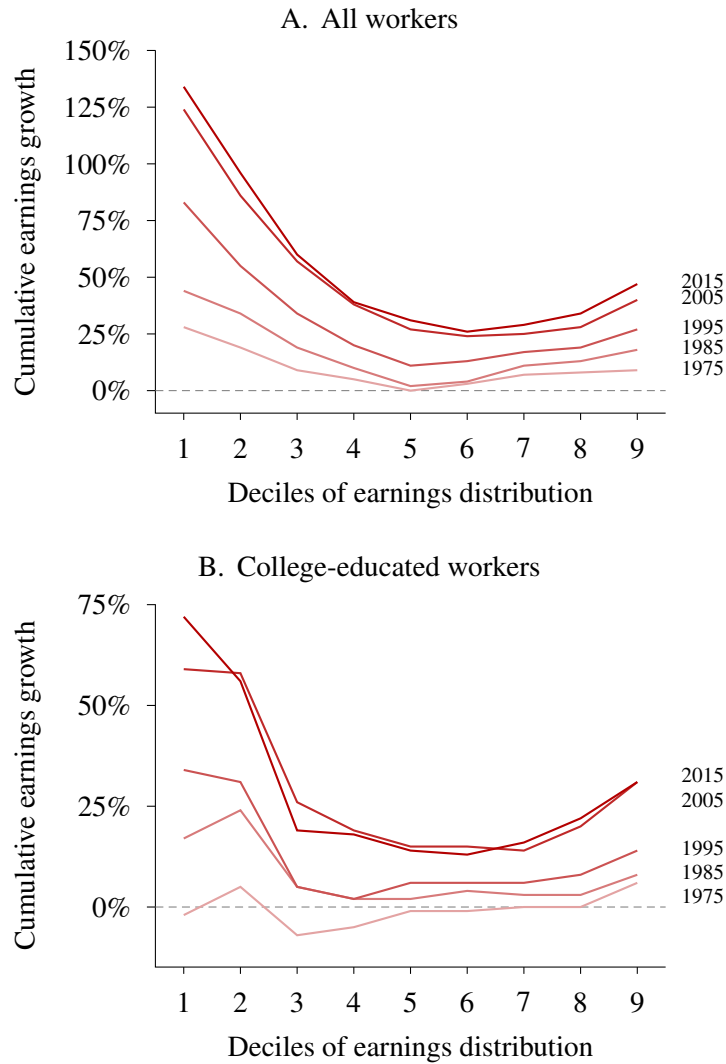 A. All workers
150%
125%
100%
75%
50%
25%
0%
Cumulative earnings growth
2015
2005
1995
1985
1975
1 2 3 4 5 6 7 8 9
Deciles of earnings distribution
B. College-educated workers
75%
50%
25%
0%
Cumulative earnings growth
2015
2005
1995
1985
1975
1 2 3 4 5 6 7 8 9
Deciles of earnings distribution